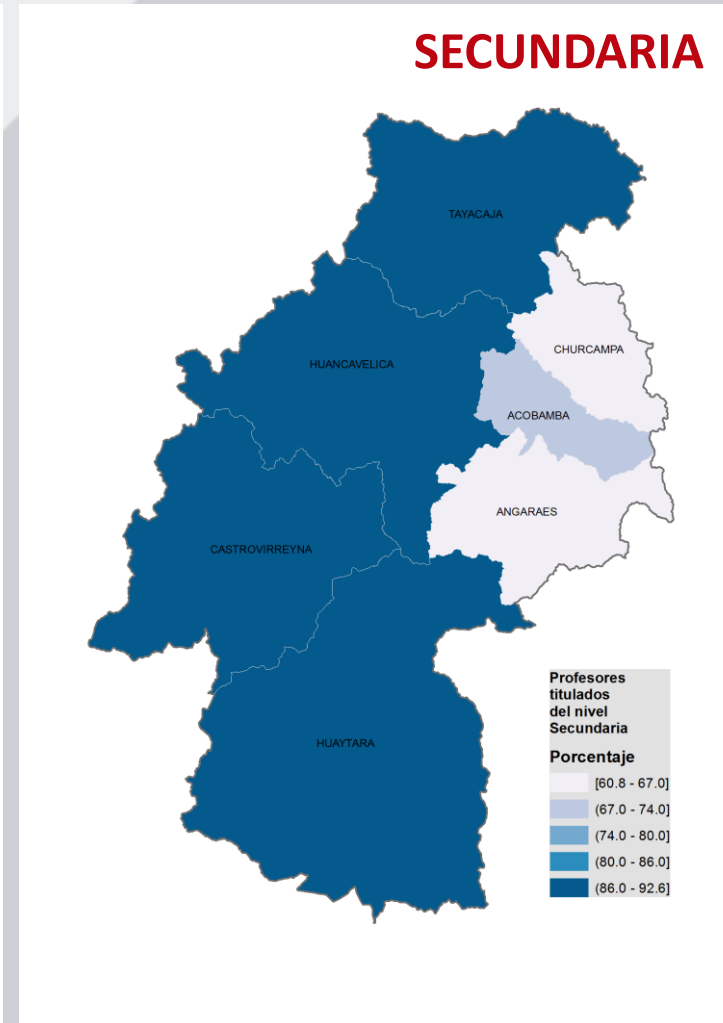 SECUNDARIA
TAYACAJA
CHURCAMPA
HUANCAVELICA
ACOBAMBA
ANGARAES
CASTROVIRREYNA
HUAYTARA
Profesores
titulados
del nivel
Secundaria
Porcentaje
[60.8 - 67.0]
(67.0 - 74.0]
(74.0 - 80.0]
(80.0 - 86.0]
(86.0 - 92.6]